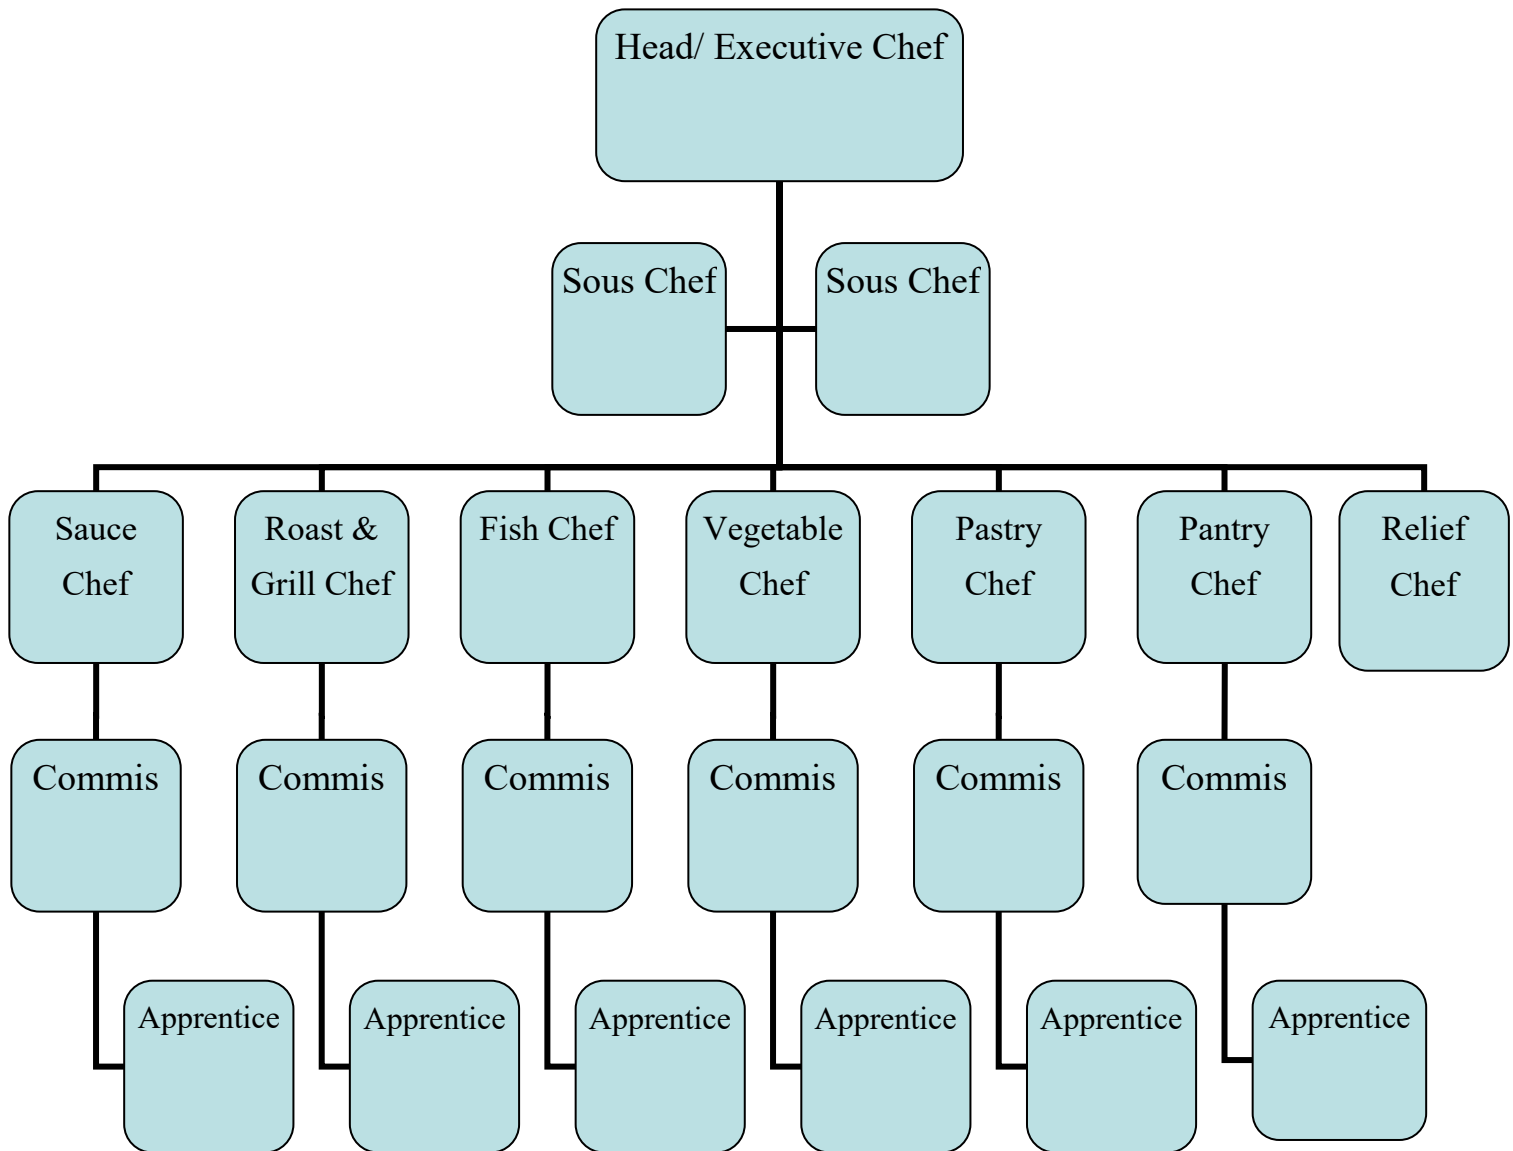 Head/ Executive Chef
Sous Chef
Sous Chef
Sauce
Chef
Roast &
Grill Chef
Fish Chef
Vegetable
Chef
Pastry
Chef
Pantry
Chef
Relief
Chef
Commis
Commis
Commis
Commis
Commis
Commis
Apprentice
Apprentice
Apprentice
Apprentice
Apprentice
Apprentice